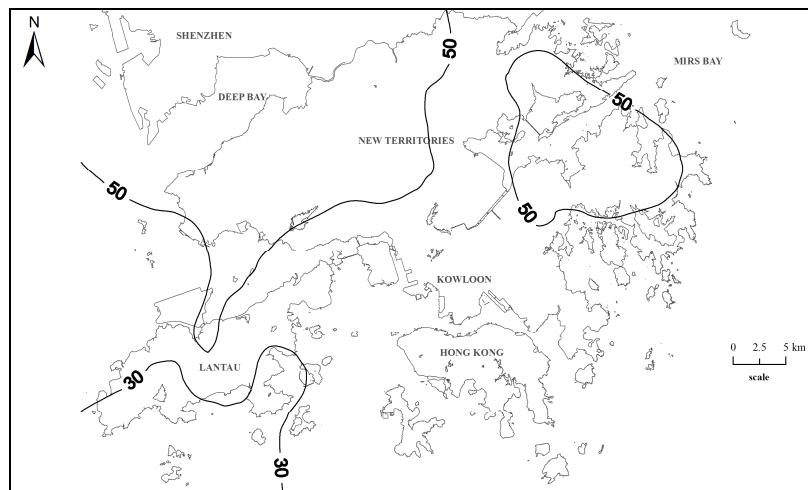 N
SHENZHEN
50
MIRS BAY
DEEP BAY
50
NEW TERRITORIES
50
50
KOWLOON
0 2.5 5 km
scale
HONG KONG
LANTAU
30
30